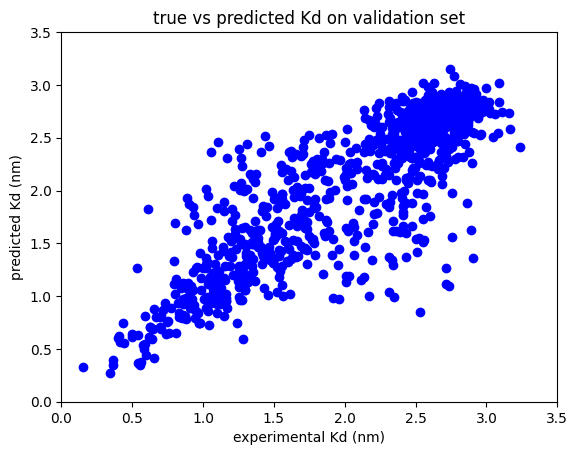 true vs predicted Kd on validation set
3.5
3.0
2.5
2.0
1.5
1.0
0.5
0.0
predicted Kd (nm)
0.0 0.5 1.0 1.5 2.0 2.5 3.0 3.5
experimental Kd (nm)